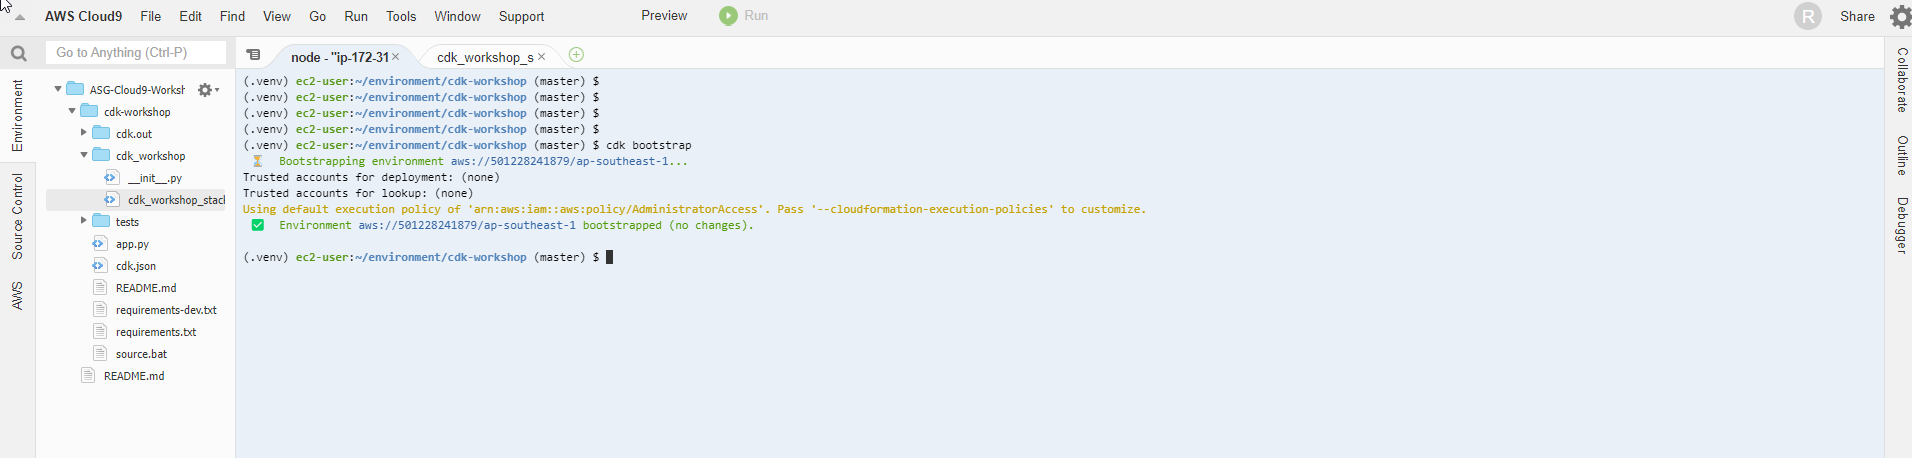 AWS Cloud9 File Edit Find View Go Run Tools Window Support Preview Run R Share
Go to Anything (Ctrl-P)
node - "ip-172-31 × cdk_workshop_s ×
Environment
Source Control
AWS
ASG-Cloud9-Worksh
cdk-workshop
cdk.out
cdk_workshop
__init__.py
cdk_workshop_stack
tests
app.py
cdk.json
README.md
requirements-dev.txt
requirements.txt
source.bat
README.md
(.venv) ec2-user:~/environment/cdk-workshop (master) $
(.venv) ec2-user:~/environment/cdk-workshop (master) $
(.venv) ec2-user:~/environment/cdk-workshop (master) $
(.venv) ec2-user:~/environment/cdk-workshop (master) $
(.venv) ec2-user:~/environment/cdk-workshop (master) $ cdk bootstrap
⏳ Bootstrapping environment aws://501228241879/ap-southeast-1...
Trusted accounts for deployment: (none)
Trusted accounts for lookup: (none)
Using default execution policy of 'arn:aws:iam::aws:policy/AdministratorAccess'. Pass '--cloudformation-execution-policies' to customize.
✅ Environment aws://501228241879/ap-southeast-1 bootstrapped (no changes).
(.venv) ec2-user:~/environment/cdk-workshop (master) $
Collaborate
Outline
Debugger